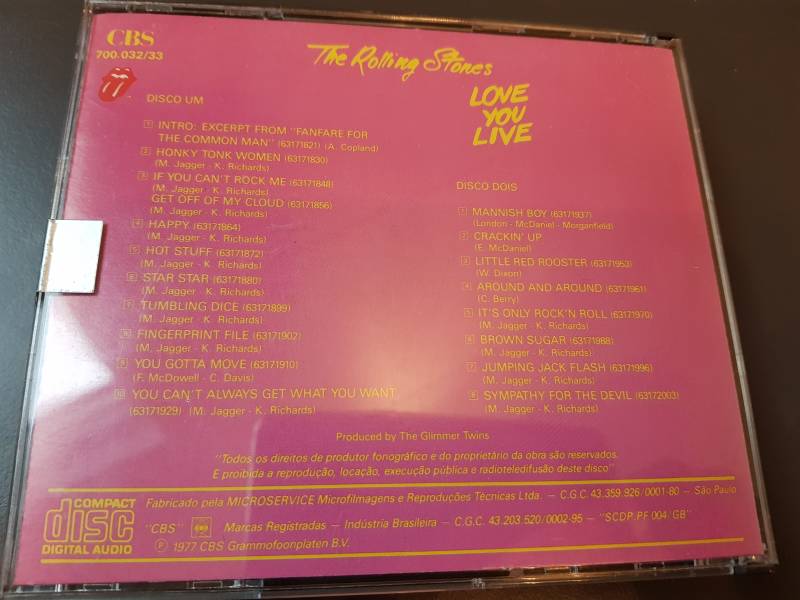 CBS
700.032/33
The Rolling Stones
LOVE
YOU
LIVE
DISCO UM
1 INTRO: EXCERPT FROM "FANFARE FOR
THE COMMON MAN" (63171821) (A. Copland)
2 HONKY TONK WOMEN (63171830)
(M. Jagger - K. Richards)
3 IF YOU CAN'T ROCK ME (63171848)
(M. Jagger - K. Richards)
GET OFF OF MY CLOUD (63171856)
(M. Jagger - K. Richards)
4 HAPPY (63171864)
(M. Jagger - K. Richards)
5 HOT STUFF (63171872)
(M. Jagger - K. Richards)
6 STAR STAR (63171880)
(M. Jagger - K. Richards)
7 TUMBLING DICE (63171899)
(M. Jagger - K. Richards)
8 FINGERPRINT FILE (63171902)
(M. Jagger - K. Richards)
9 YOU GOTTA MOVE (63171910)
(F. McDowell - C. Davis)
10 YOU CAN'T ALWAYS GET WHAT YOU WANT
(63171929) (M. Jagger - K. Richards)
DISCO DOIS
1 MANNISH BOY (63171937)
(London - McDaniel - Morganfield)
2 CRACKIN' UP
(E. McDaniel)
3 LITTLE RED ROOSTER (63171953)
(W. Dixon)
4 AROUND AND AROUND (63171961)
(C. Berry)
5 IT'S ONLY ROCK'N ROLL (63171970)
(M. Jagger - K. Richards)
6 BROWN SUGAR (63171988)
(M. Jagger - K. Richards)
7 JUMPING JACK FLASH (63171996)
(M. Jagger - K. Richards)
8 SYMPATHY FOR THE DEVIL (63172003)
(M. Jagger - K. Richards)
Produced by The Glimmer Twins
"Todos os direitos de produtor fonográfico e do proprietário da obra são reservados.
E proibida a reprodução, locação, execução pública e radioteledifusão deste disco"
COMPACT
disc
DIGITAL AUDIO
Fabricado pela MICROSERVICE Microfilmagens e Reproduções Técnicas Ltda. - C.G.C. 43.359.926/0001-80 - São Paulo
"CBS" Marcas Registradas - Indústria Brasileira - C.G.C. 43.203.520/0002-95 - "SCDP.PF 004/GB"
℗ 1977 CBS Grammofoonplaten B.V.